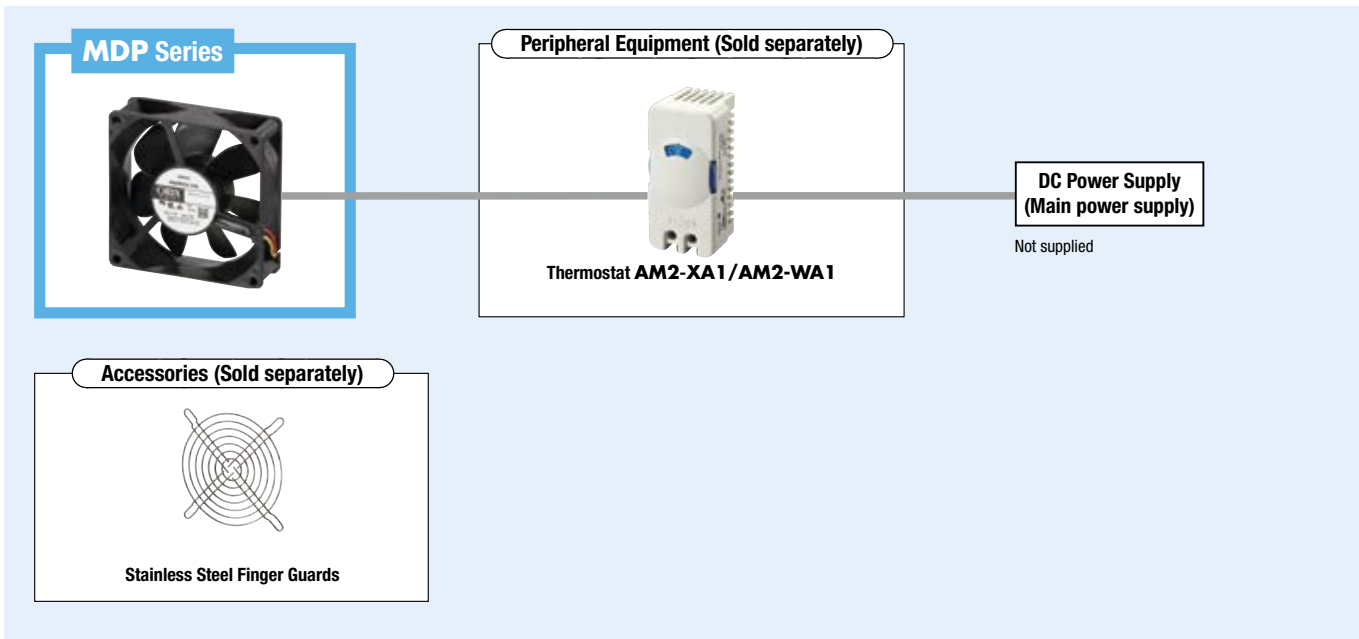 MDP Series
Peripheral Equipment (Sold separately)
Thermostat AM2-XA1/AM2-WA1
DC Power Supply
(Main power supply)
Not supplied
Accessories (Sold separately)
Stainless Steel Finger Guards